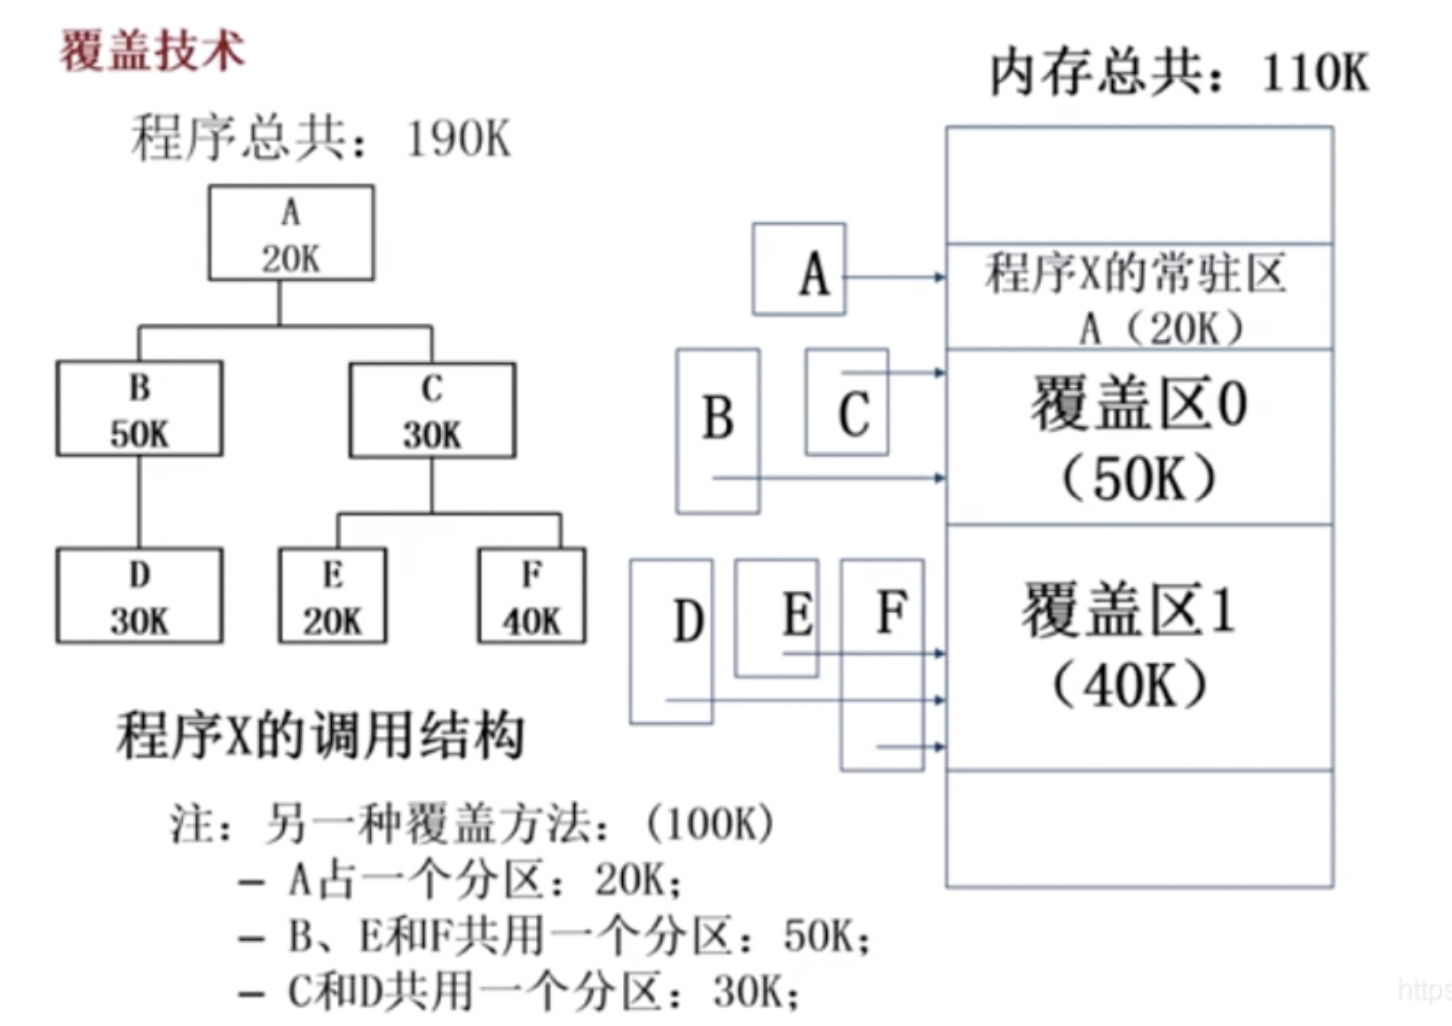 覆盖技术
程序总共：190K
A
20K
B
50K
C
30K
D
30K
E
20K
F
40K
程序X的调用结构
内存总共：110K
A
程序X的常驻区
A（20K）
B
C
覆盖区0
（50K）
D
E
F
覆盖区1
（40K）
注：另一种覆盖方法：(100K)
– A占一个分区：20K；
– B、E和F共用一个分区：50K；
– C和D共用一个分区：30K；
https